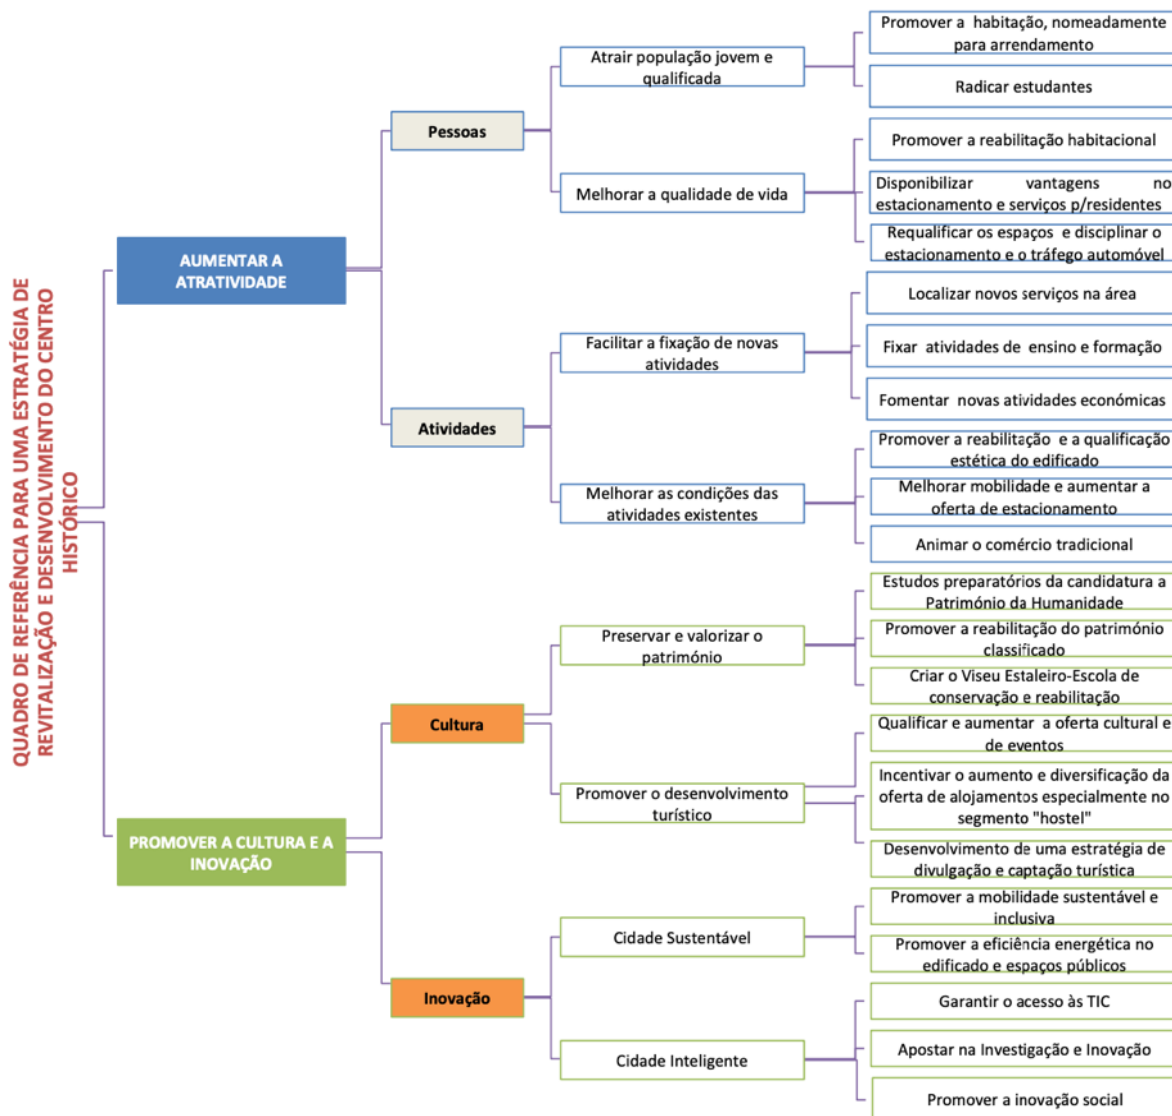 QUADRO DE REFERÊNCIA PARA UMA ESTRATÉGIA DE
REVITALIZAÇÃO E DESENVOLVIMENTO DO CENTRO
HISTÓRICO
AUMENTAR A
ATRATIVIDADE
Pessoas
Atrair população jovem e
qualificada
Promover a habitação, nomeadamente
para arrendamento
Radicar estudantes
Melhorar a qualidade de vida
Promover a reabilitação habitacional
Disponibilizar vantagens no
estacionamento e serviços p/residentes
Requalificar os espaços e disciplinar o
estacionamento e o tráfego automóvel
Atividades
Facilitar a fixação de novas
atividades
Localizar novos serviços na área
Fixar atividades de ensino e formação
Fomentar novas atividades económicas
Melhorar as condições das
atividades existentes
Promover a reabilitação e a qualificação
estética do edificado
Melhorar mobilidade e aumentar a
oferta de estacionamento
Animar o comércio tradicional
PROMOVER A CULTURA E A
INOVAÇÃO
Cultura
Preservar e valorizar o
património
Estudos preparatórios da candidatura a
Património da Humanidade
Promover a reabilitação do património
classificado
Criar o Viseu Estaleiro-Escola de
conservação e reabilitação
Promover o desenvolvimento
turístico
Qualificar e aumentar a oferta cultural e
de eventos
Incentivar o aumento e diversificação da
oferta de alojamentos especialmente no
segmento "hostel"
Desenvolvimento de uma estratégia de
divulgação e captação turística
Inovação
Cidade Sustentável
Promover a mobilidade sustentável e
inclusiva
Promover a eficiência energética no
edificado e espaços públicos
Cidade Inteligente
Garantir o acesso às TIC
Apostar na Investigação e Inovação
Promover a inovação social